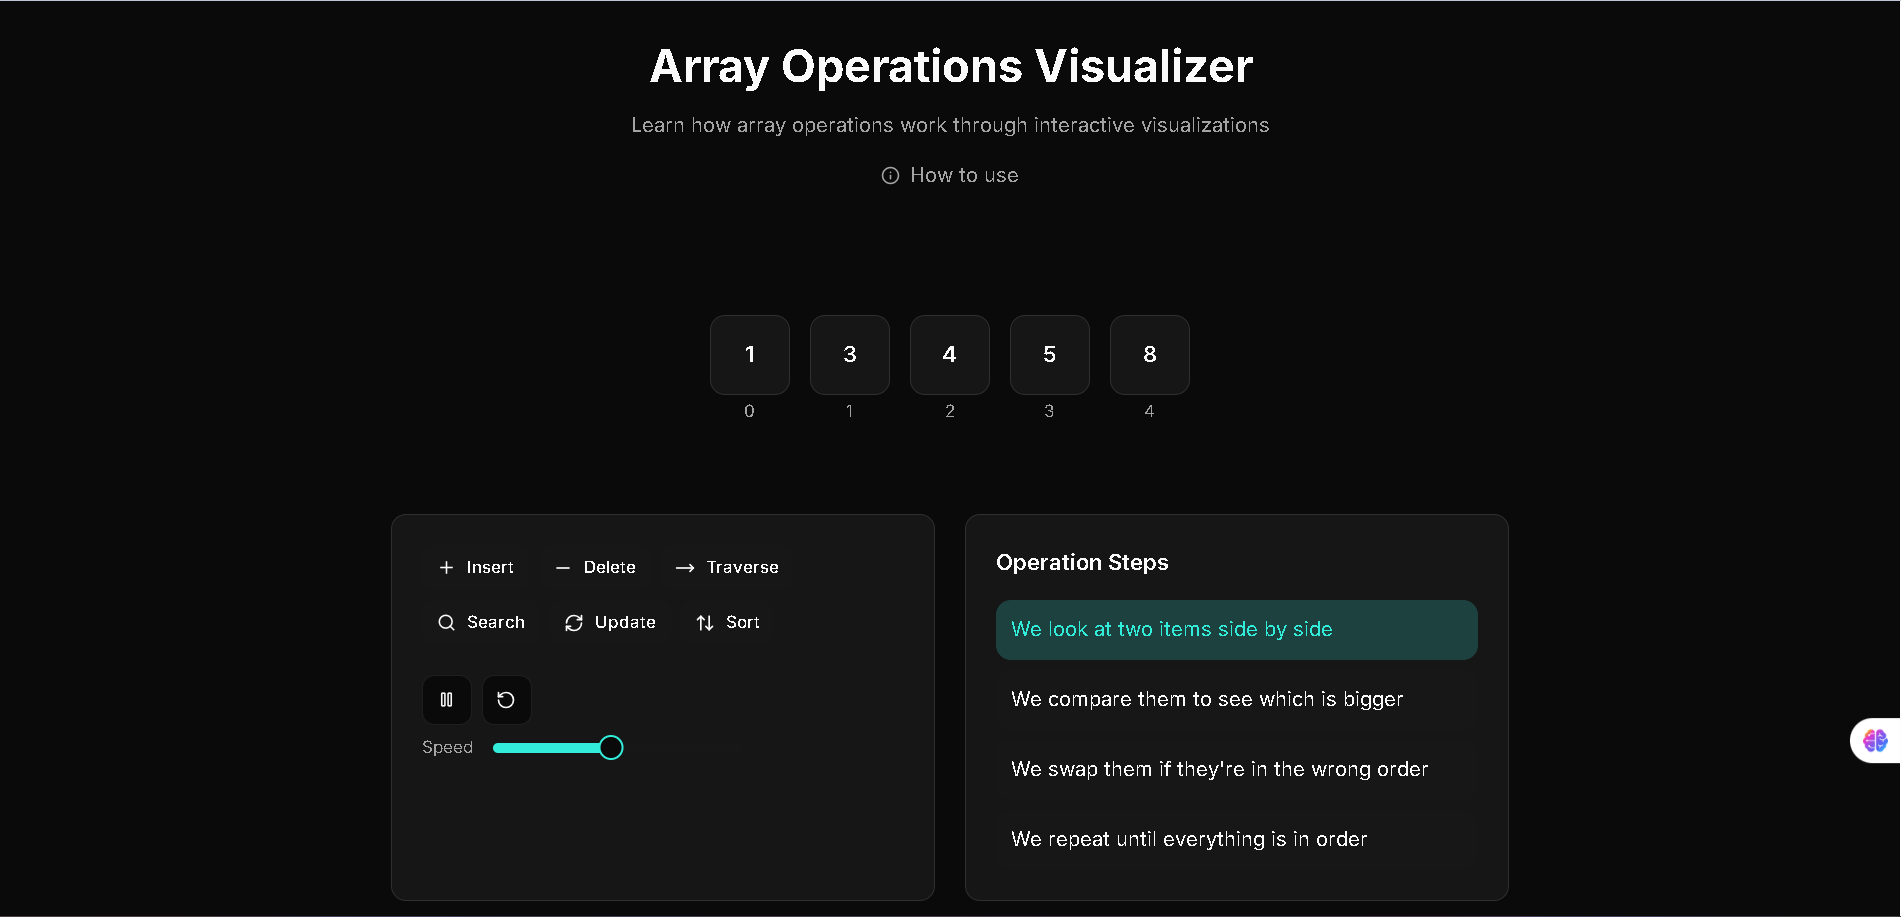 Array Operations Visualizer
Learn how array operations work through interactive visualizations
How to use
1 3 4 5 8
0 1 2 3 4
Insert Delete Traverse
Search Update Sort
Speed
Operation Steps
We look at two items side by side
We compare them to see which is bigger
We swap them if they're in the wrong order
We repeat until everything is in order